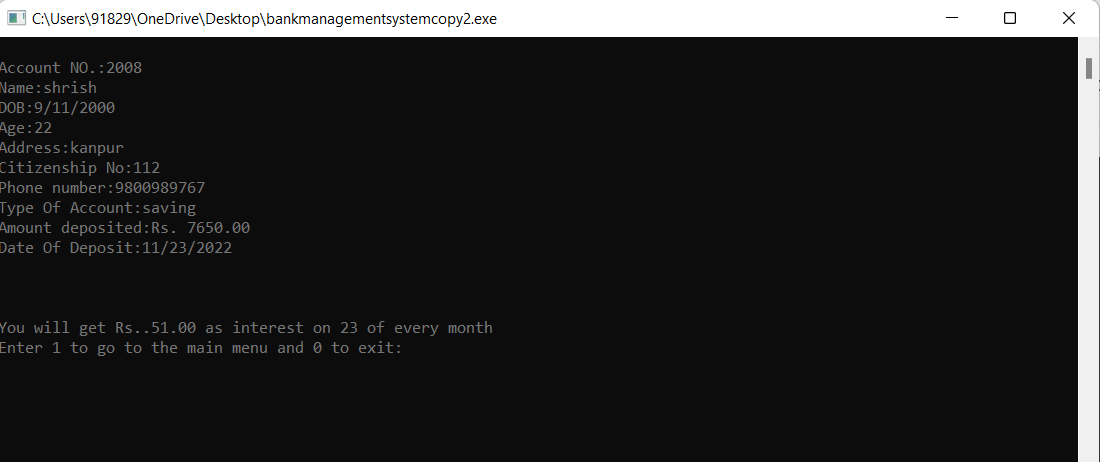 C:\Users\91829\OneDrive\Desktop\bankmanagementsystemcopy2.exe
Account NO.:2008
Name:shrish
DOB:9/11/2000
Age:22
Address:kanpur
Citizenship No:112
Phone number:9800989767
Type Of Account:saving
Amount deposited:Rs. 7650.00
Date Of Deposit:11/23/2022
You will get Rs..51.00 as interest on 23 of every month
Enter 1 to go to the main menu and 0 to exit: